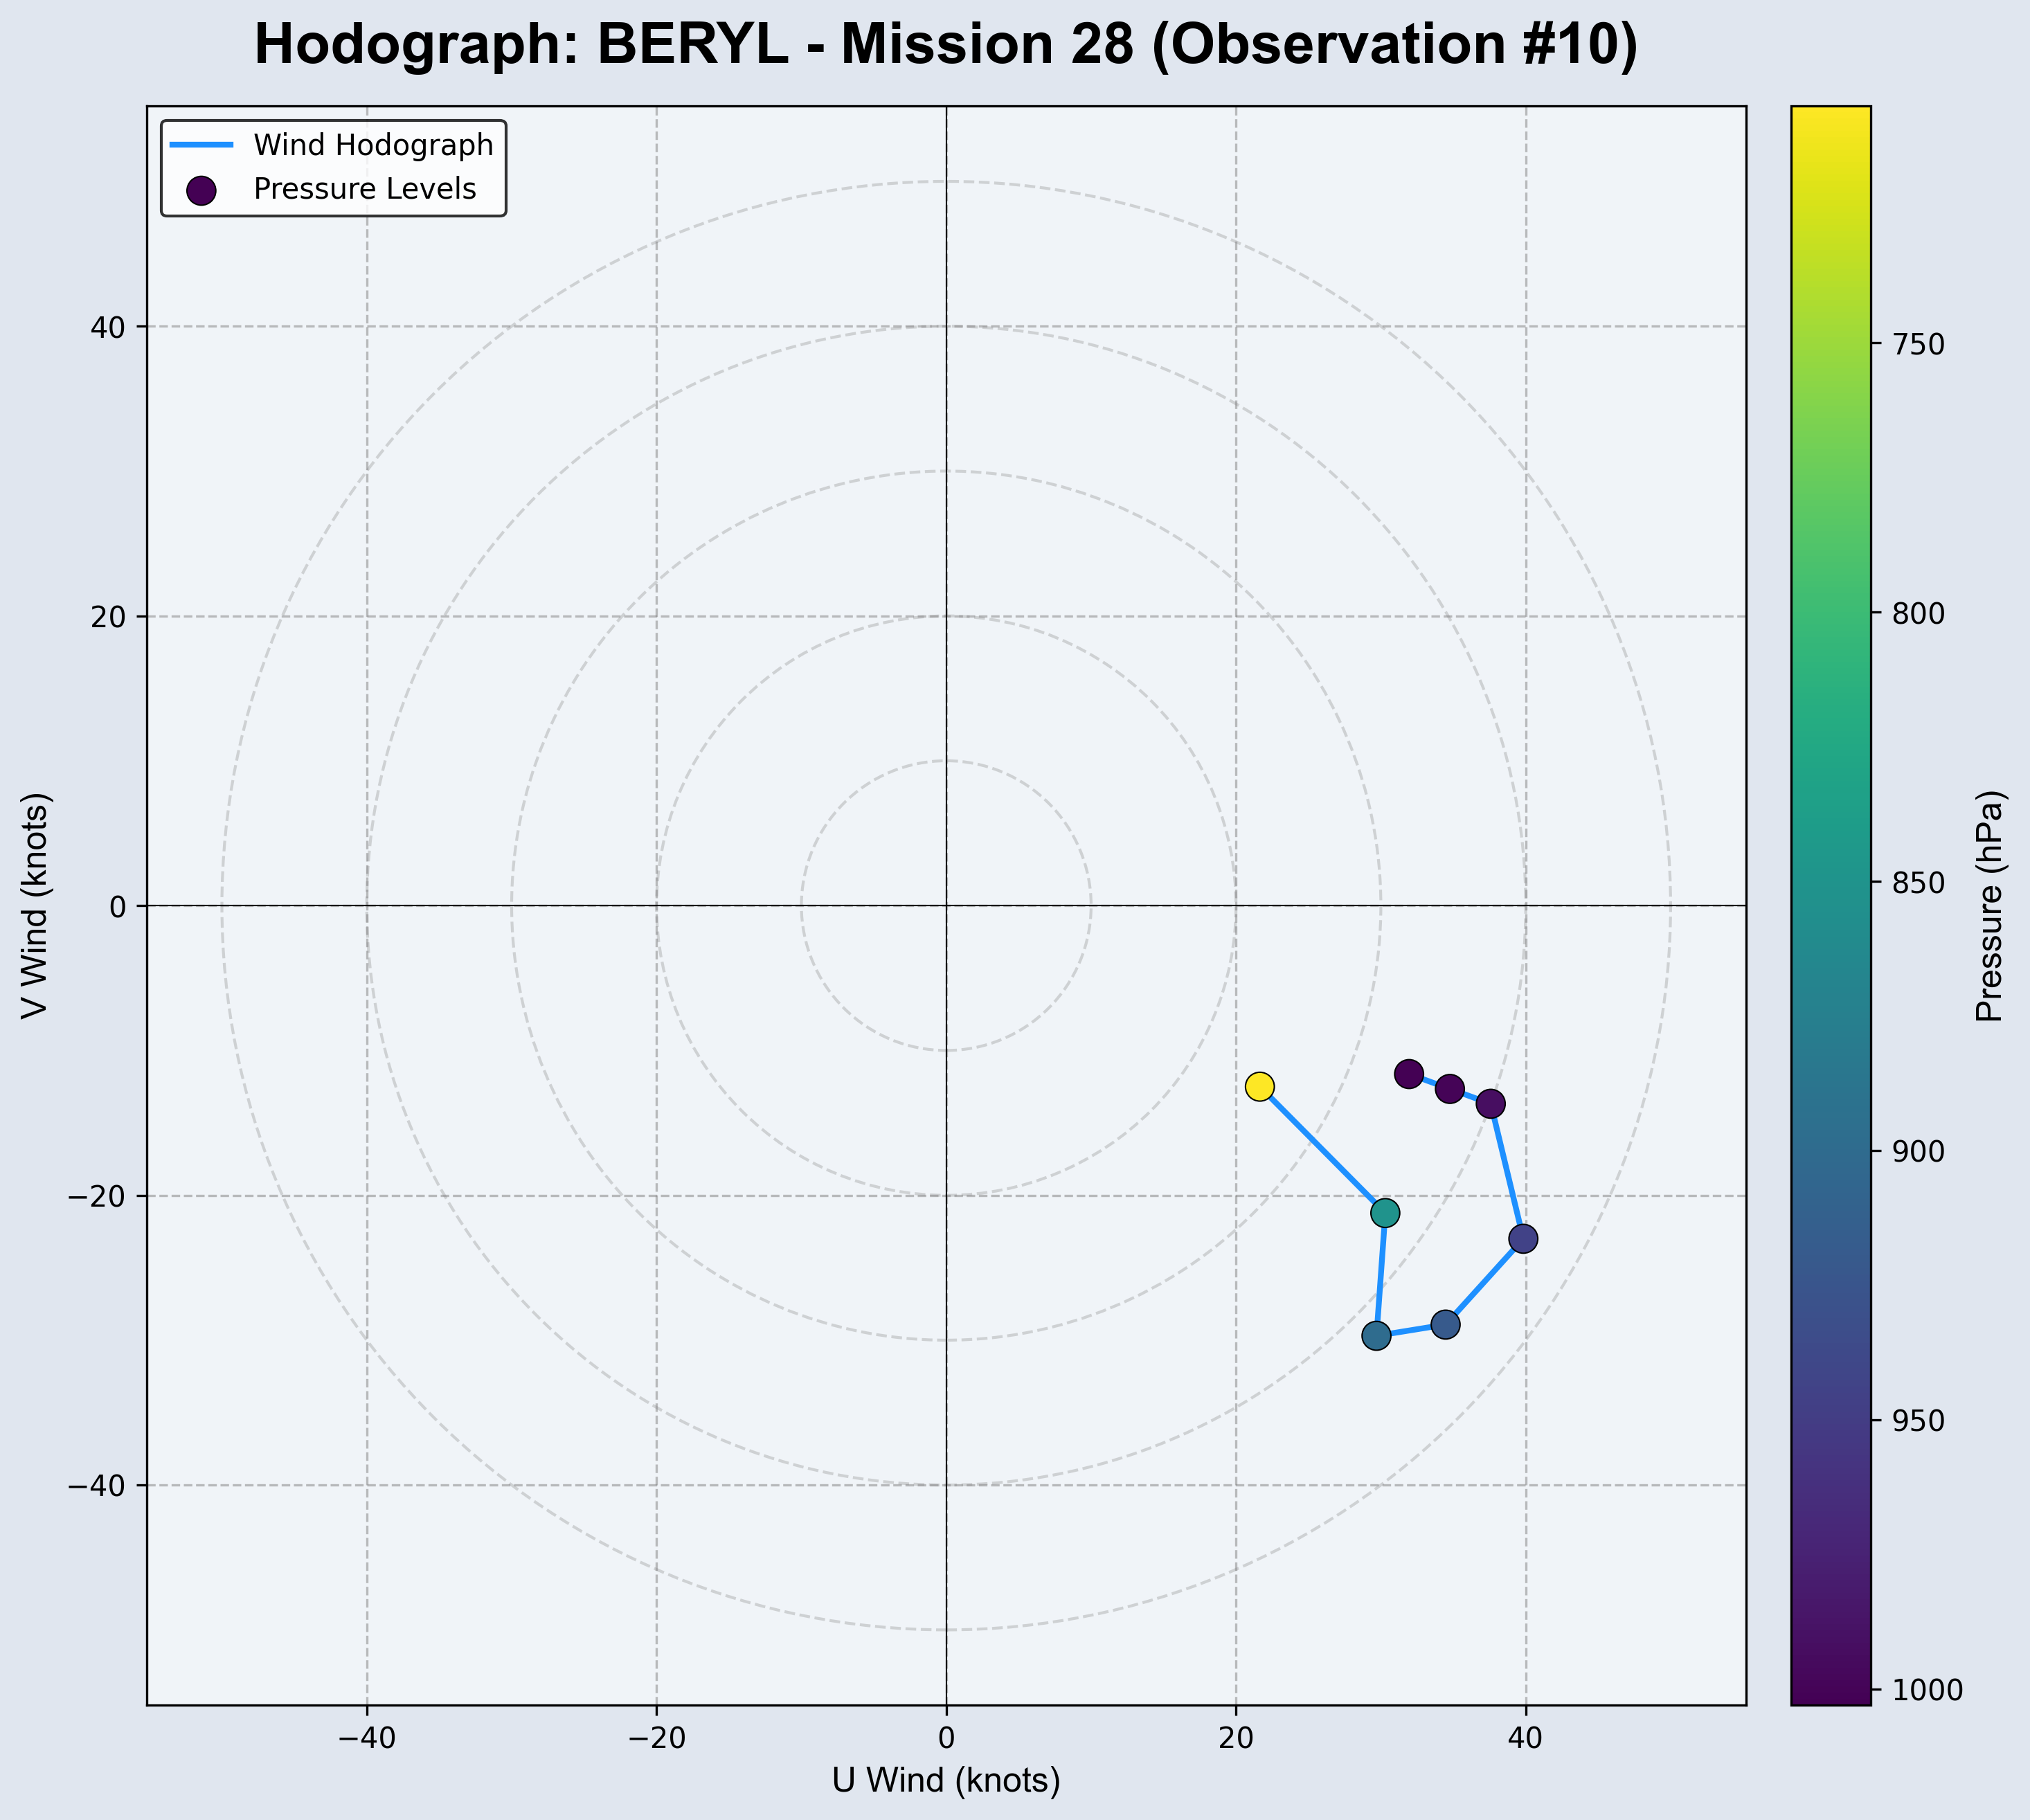 Hodograph: BERYL - Mission 28 (Observation #10)
Wind Hodograph
Pressure Levels
40
20
0
−20
−40
V Wind (knots)
−40
−20
0
20
40
U Wind (knots)
750
800
850
900
950
1000
Pressure (hPa)